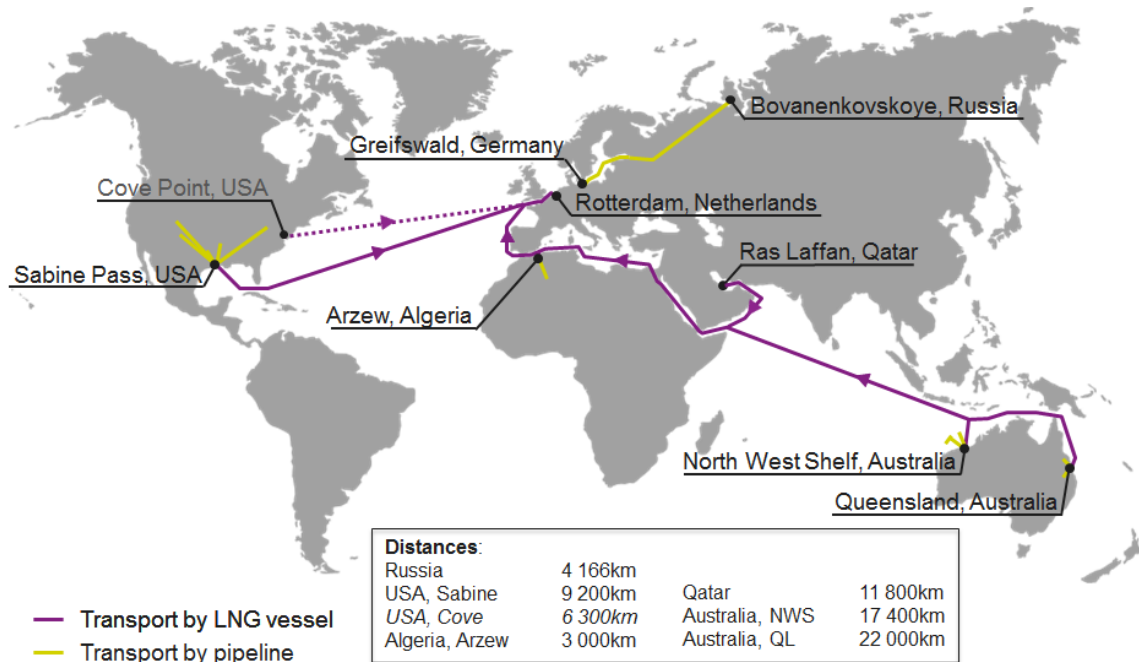 Bovanenkovskoye, Russia
Greifswald, Germany
Cove Point, USA
Rotterdam, Netherlands
Ras Laffan, Qatar
Sabine Pass, USA
Arzew, Algeria
North West Shelf, Australia
Queensland, Australia
Distances:
Russia 4 166km
USA, Sabine 9 200km Qatar 11 800km
USA, Cove 6 300km Australia, NWS 17 400km
Algeria, Arzew 3 000km Australia, QL 22 000km
Transport by LNG vessel
Transport by pipeline